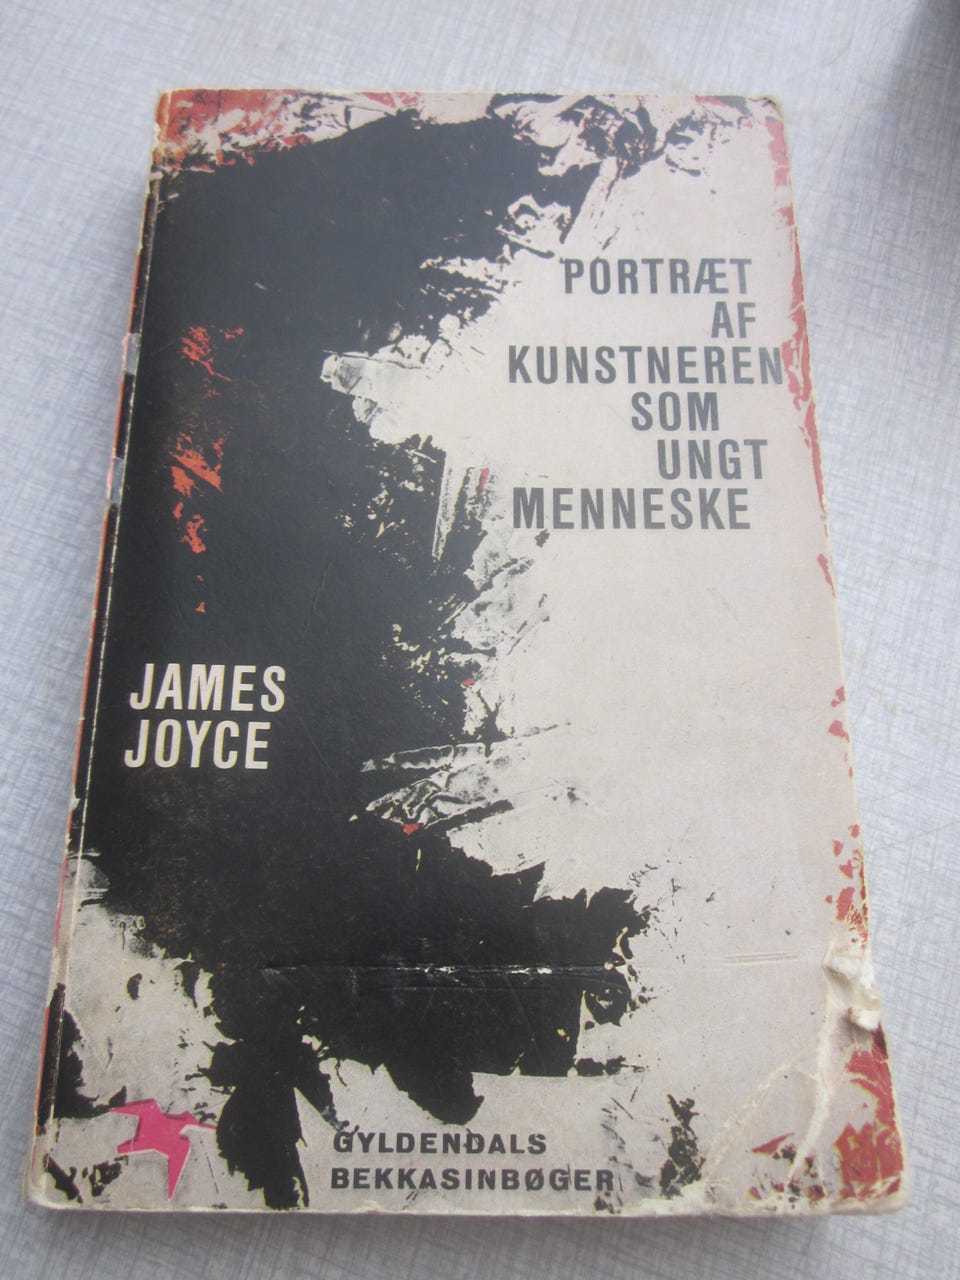 PORTRÆT
AF
KUNSTNEREN
SOM
UNGT
MENNESKE
JAMES
JOYCE
GYLDENDALS
BEKKASINBØGER